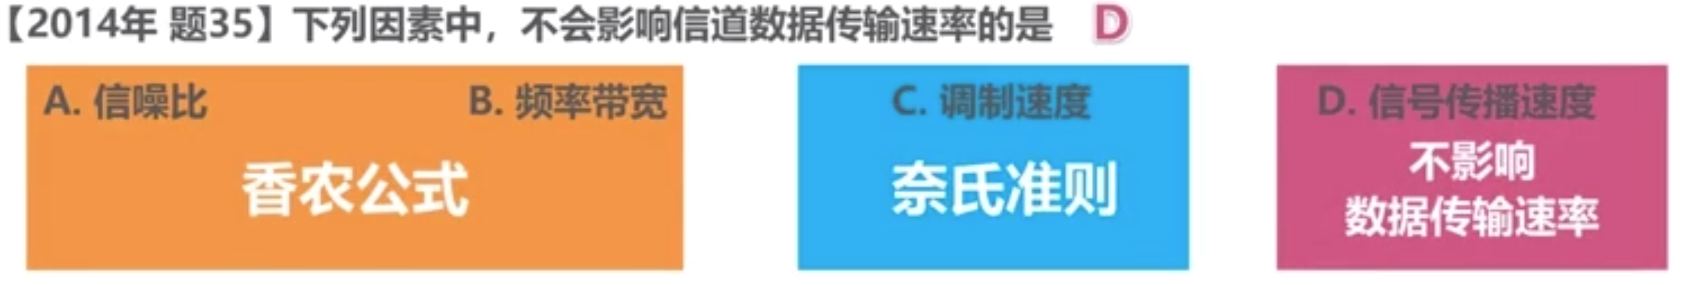 【2014年 题35】下列因素中，不会影响信道数据传输速率的是 D
A. 信噪比 B. 频率带宽 C. 调制速度 D. 信号传播速度
香农公式 奈氏准则 不影响
数据传输速率